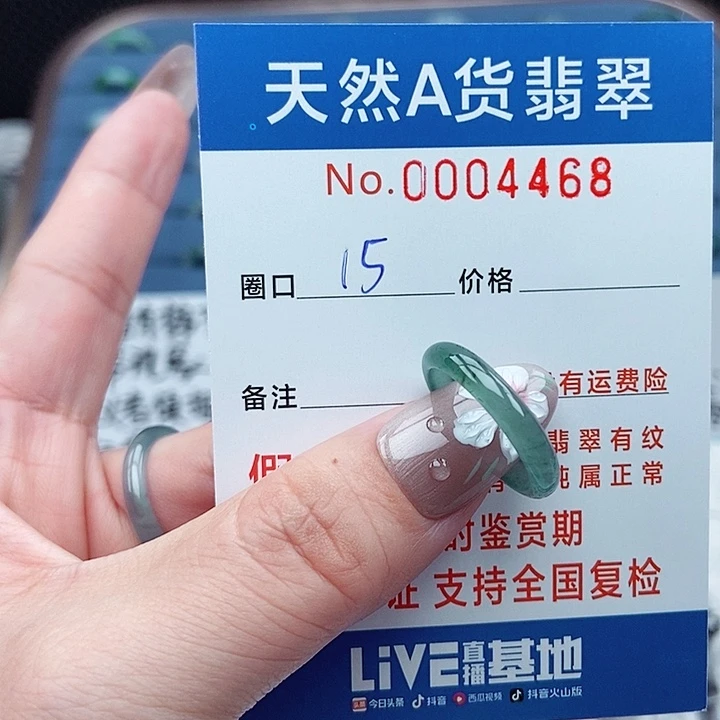 天然A货翡翠
No.0004468
圈口 15 价格
备注
有运费险
翡翠有纹
纯属正常
时鉴赏期
证 支持全国复检
LiVE直播基地
今日头条 抖音 西瓜视频 抖音火山版